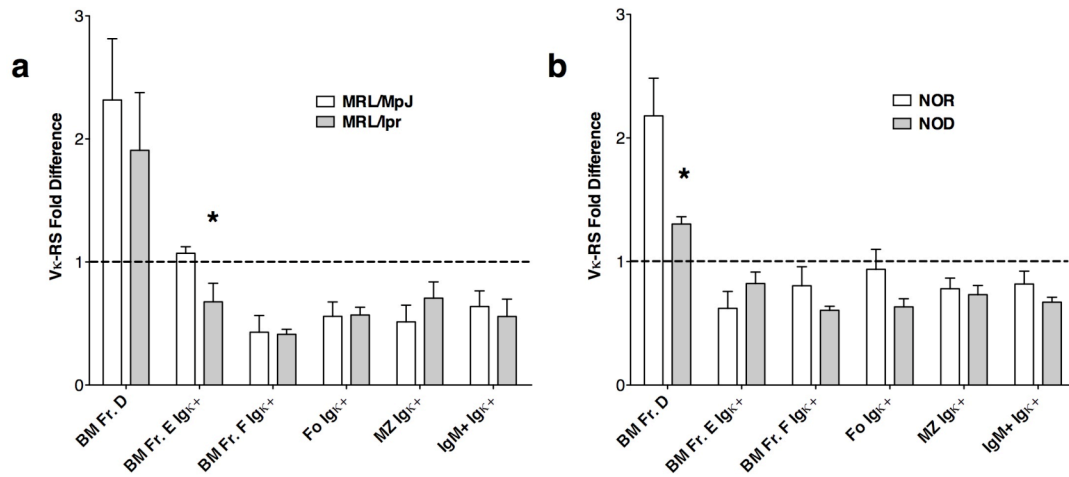 a
3
2
1
0
Vκ-RS Fold Difference
MRL/MpJ
MRL/lpr
*
BM Fr. D
BM Fr. E Igκ+
BM Fr. F Igκ+
Fo Igκ+
MZ Igκ+
IgM+ Igκ+
b
3
2
1
0
Vκ-RS Fold Difference
NOR
NOD
*
BM Fr. D
BM Fr. E Igκ+
BM Fr. F Igκ+
Fo Igκ+
MZ Igκ+
IgM+ Igκ+